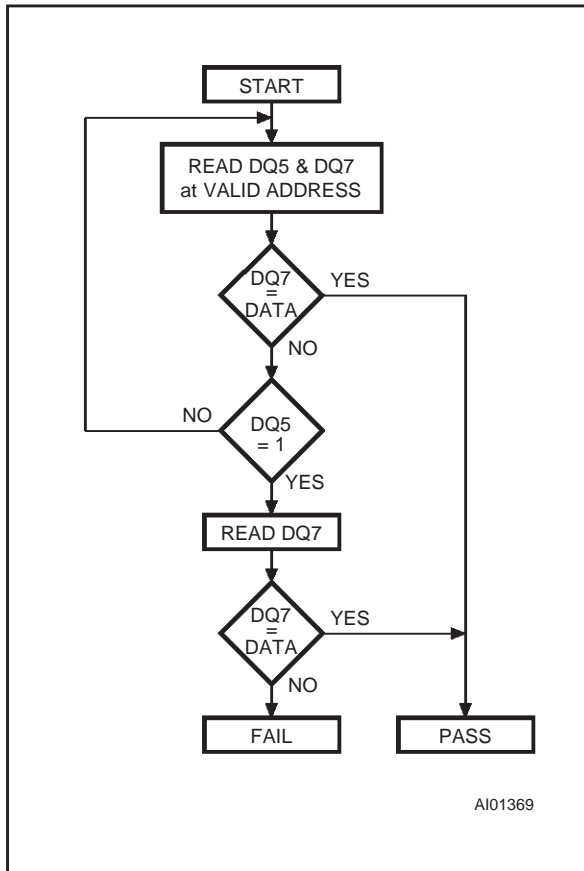 START
READ DQ5 & DQ7
at VALID ADDRESS
DQ7
=
DATA
YES
NO
NO
DQ5
= 1
YES
READ DQ7
DQ7
=
DATA
YES
NO
FAIL
PASS
AI01369